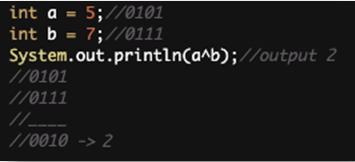 int a = 5;//0101
int b = 7;//0111
System.out.println(a^b);//output 2
//0101
//0111
//____
//0010 -> 2